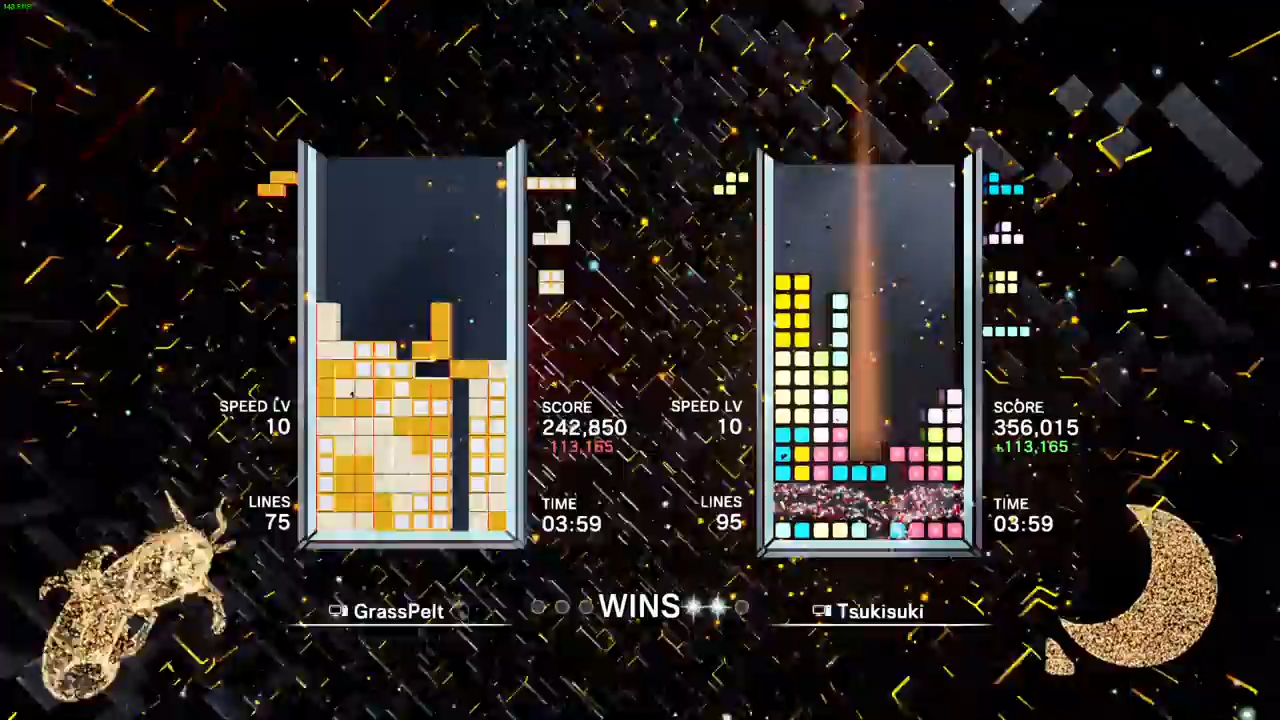 SPEED LV
10
LINES
75
SCORE
242,850
-113,165
TIME
03:59
SPEED LV
10
LINES
95
SCORE
356,015
+113,165
TIME
03:59
GrassPelt
WINS
Tsukisuki